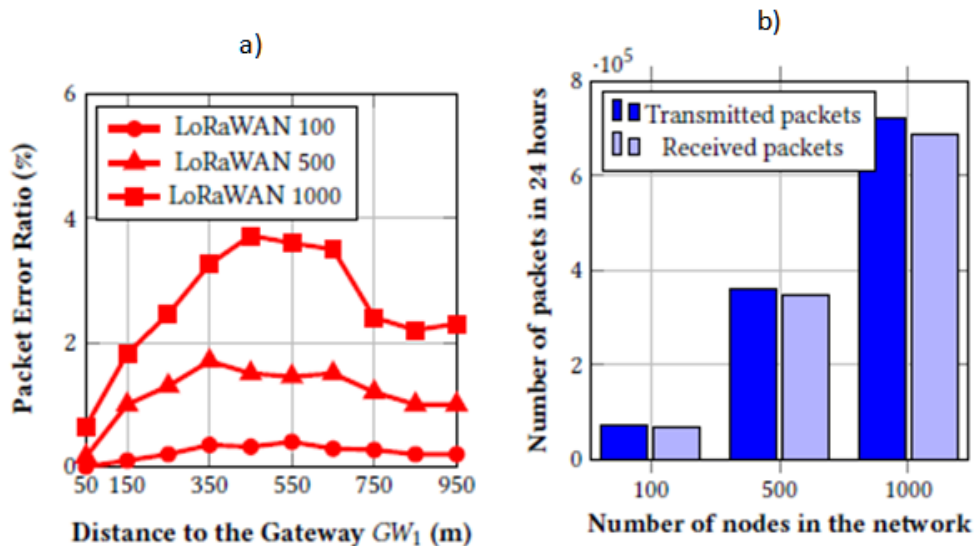 a)
Packet Error Ratio (%)
6
4
2
0
LoRaWAN 100
LoRaWAN 500
LoRaWAN 1000
50 150 350 550 750 950
Distance to the Gateway GW1 (m)
b)
Number of packets in 24 hours
·10^5
8
6
4
2
0
Transmitted packets
Received packets
100 500 1000
Number of nodes in the network